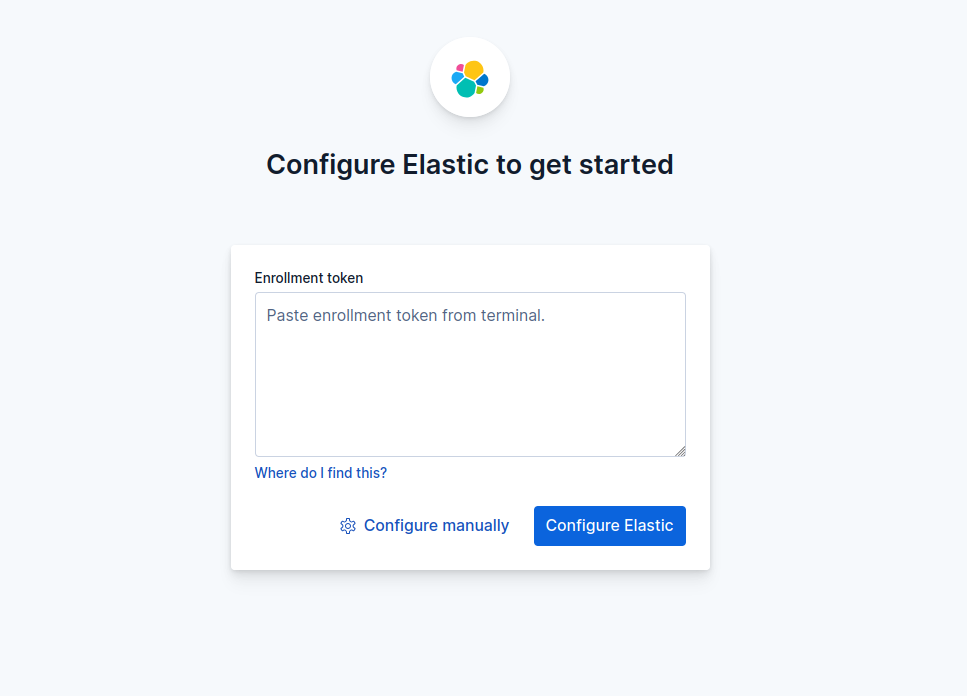 Configure Elastic to get started
Enrollment token
Paste enrollment token from terminal.
Where do I find this?
Configure manually
Configure Elastic